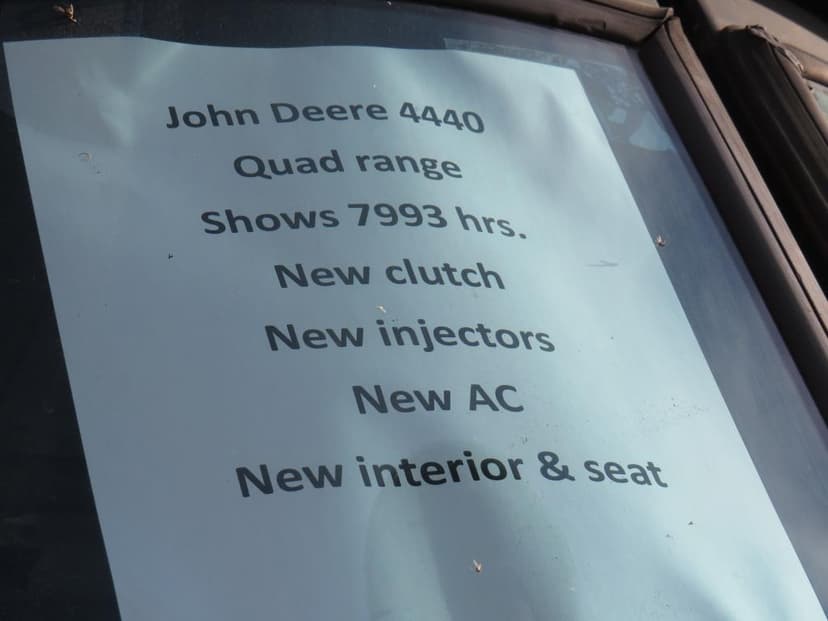 John Deere 4440
Quad range
Shows 7993 hrs.
New clutch
New injectors
New AC
New interior & seat